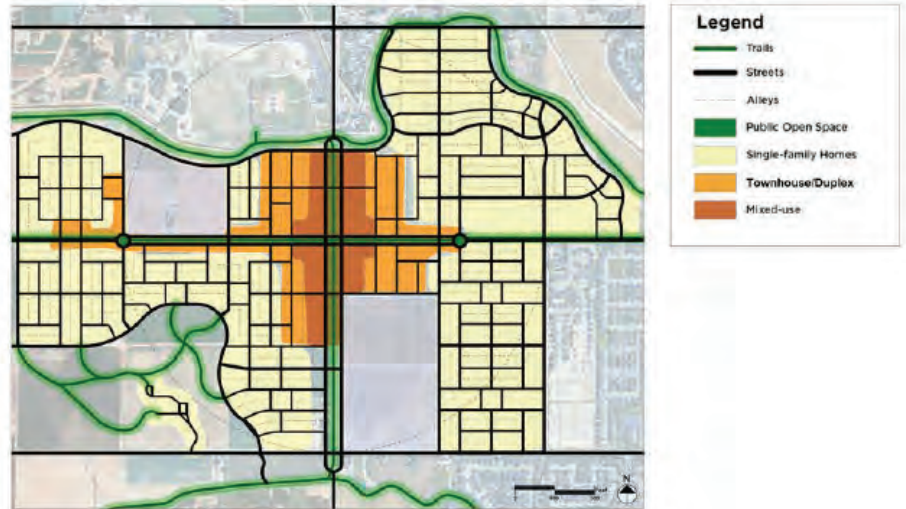 Legend
Trails
Streets
Alleys
Public Open Space
Single-family Homes
Townhouse/Duplex
Mixed-use
N